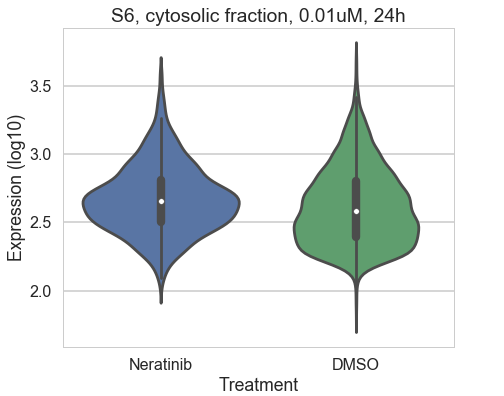 S6, cytosolic fraction, 0.01uM, 24h
Expression (log10)
3.5
3.0
2.5
2.0
Neratinib DMSO
Treatment